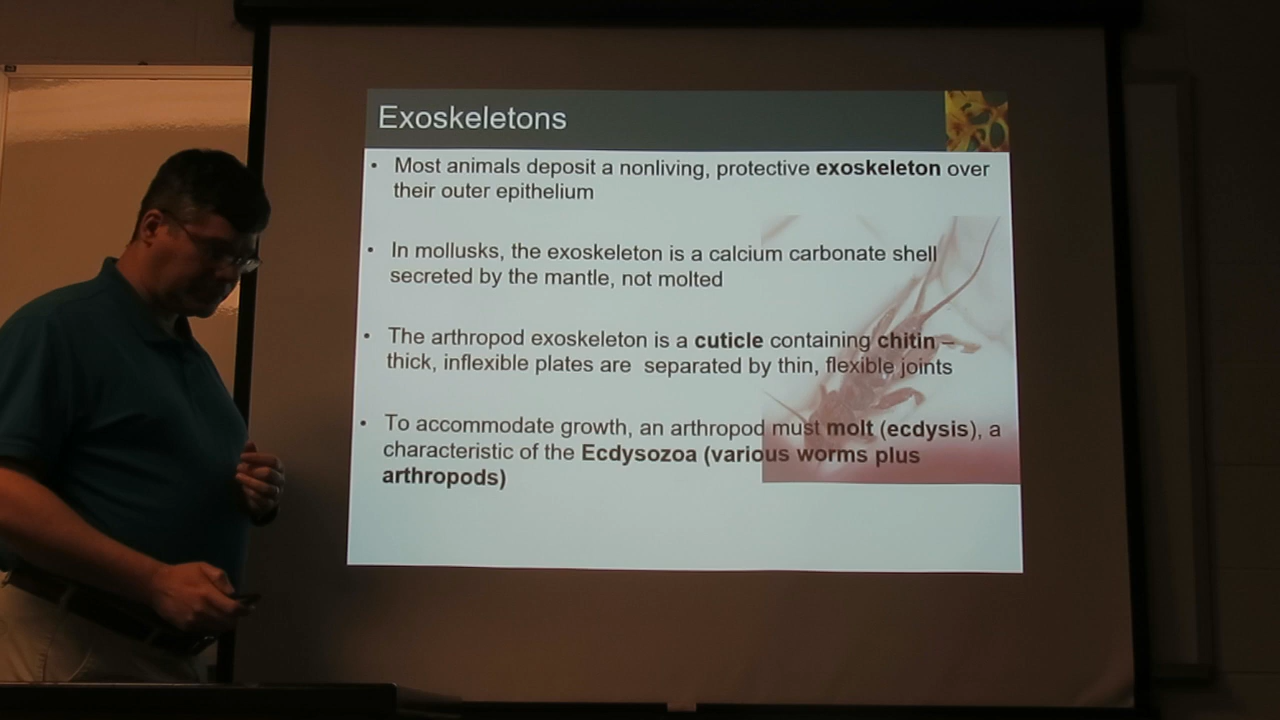 Exoskeletons
• Most animals deposit a nonliving, protective exoskeleton over
their outer epithelium
• In mollusks, the exoskeleton is a calcium carbonate shell
secreted by the mantle, not molted
• The arthropod exoskeleton is a cuticle containing chitin –
thick, inflexible plates are separated by thin, flexible joints
• To accommodate growth, an arthropod must molt (ecdysis), a
characteristic of the Ecdysozoa (various worms plus
arthropods)